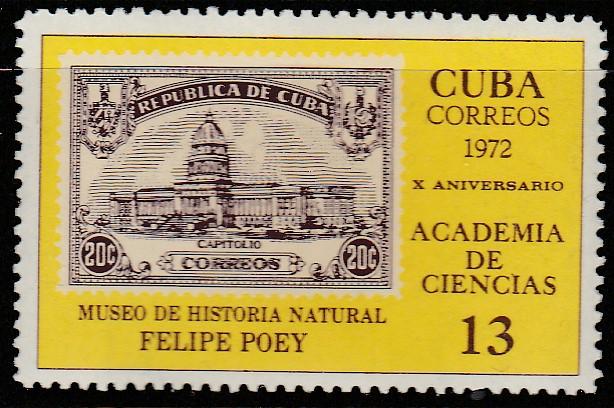 REPUBLICA DE CUBA
CAPITOLIO
20C CORREOS 20C
MUSEO DE HISTORIA NATURAL
FELIPE POEY
CUBA
CORREOS
1972
X ANIVERSARIO
ACADEMIA
DE
CIENCIAS
13